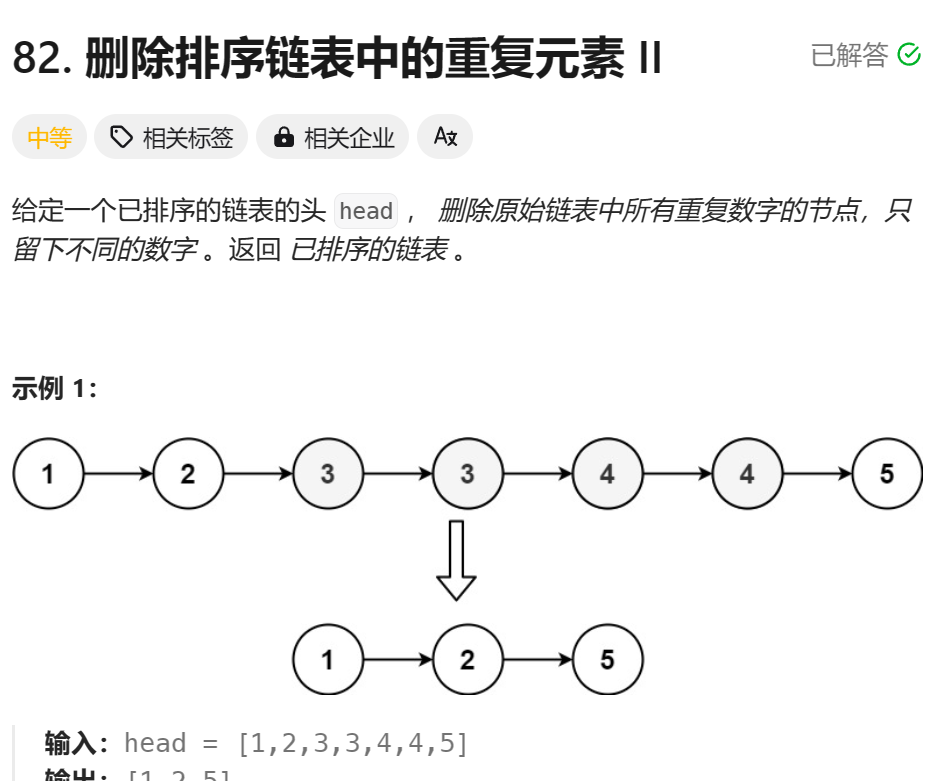 82. 删除排序链表中的重复元素 II
已解答
中等 相关标签 相关企业 A文
给定一个已排序的链表的头 head ， 删除原始链表中所有重复数字的节点，只
留下不同的数字 。返回 已排序的链表 。
示例 1：
1 2 3 3 4 4 5
1 2 5
输入：head = [1,2,3,3,4,4,5]
输出：[1,2,5]